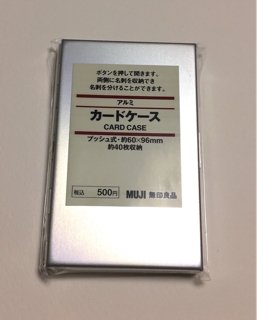 ボタンを押して開きます。
両側に名刺を収納でき
名刺を分けることができます。
アルミ
カードケース
CARD CASE
プッシュ式・約60×96mm
約40枚収納
税込 500円
MUJI 無印良品